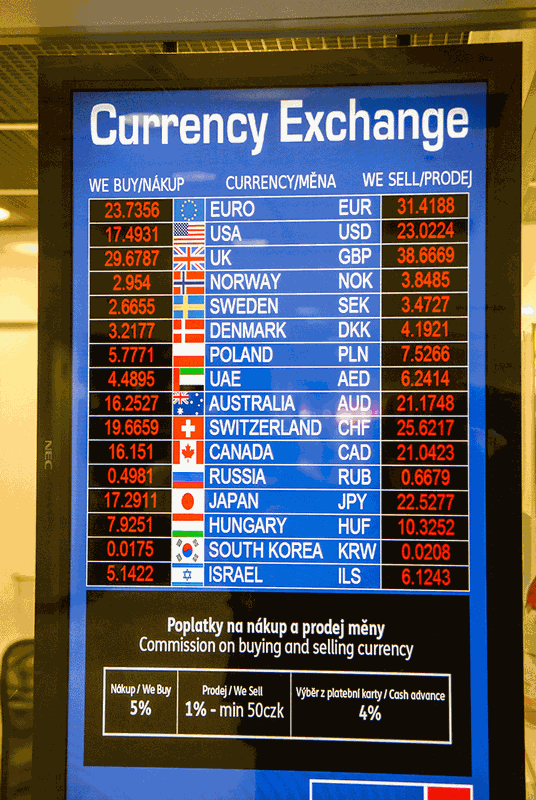 Currency Exchange
WE BUY/NÁKUP CURRENCY/MĚNA WE SELL/PRODEJ
23.7356 EURO EUR 31.4188
17.4931 USA USD 23.0224
29.6787 UK GBP 38.6669
2.954 NORWAY NOK 3.8485
2.6655 SWEDEN SEK 3.4727
3.2177 DENMARK DKK 4.1921
5.7771 POLAND PLN 7.5266
4.4895 UAE AED 6.2414
16.2527 AUSTRALIA AUD 21.1748
19.6659 SWITZERLAND CHF 25.6217
16.151 CANADA CAD 21.0423
0.4981 RUSSIA RUB 0.6679
17.2911 JAPAN JPY 22.5277
7.9251 HUNGARY HUF 10.3252
0.0175 SOUTH KOREA KRW 0.0208
5.1422 ISRAEL ILS 6.1243
NEC
Poplatky na nákup a prodej měny
Commission on buying and selling currency
Nákup / We Buy Prodej / We Sell Výběr z platební karty / Cash advance
5% 1% - min 50czk 4%